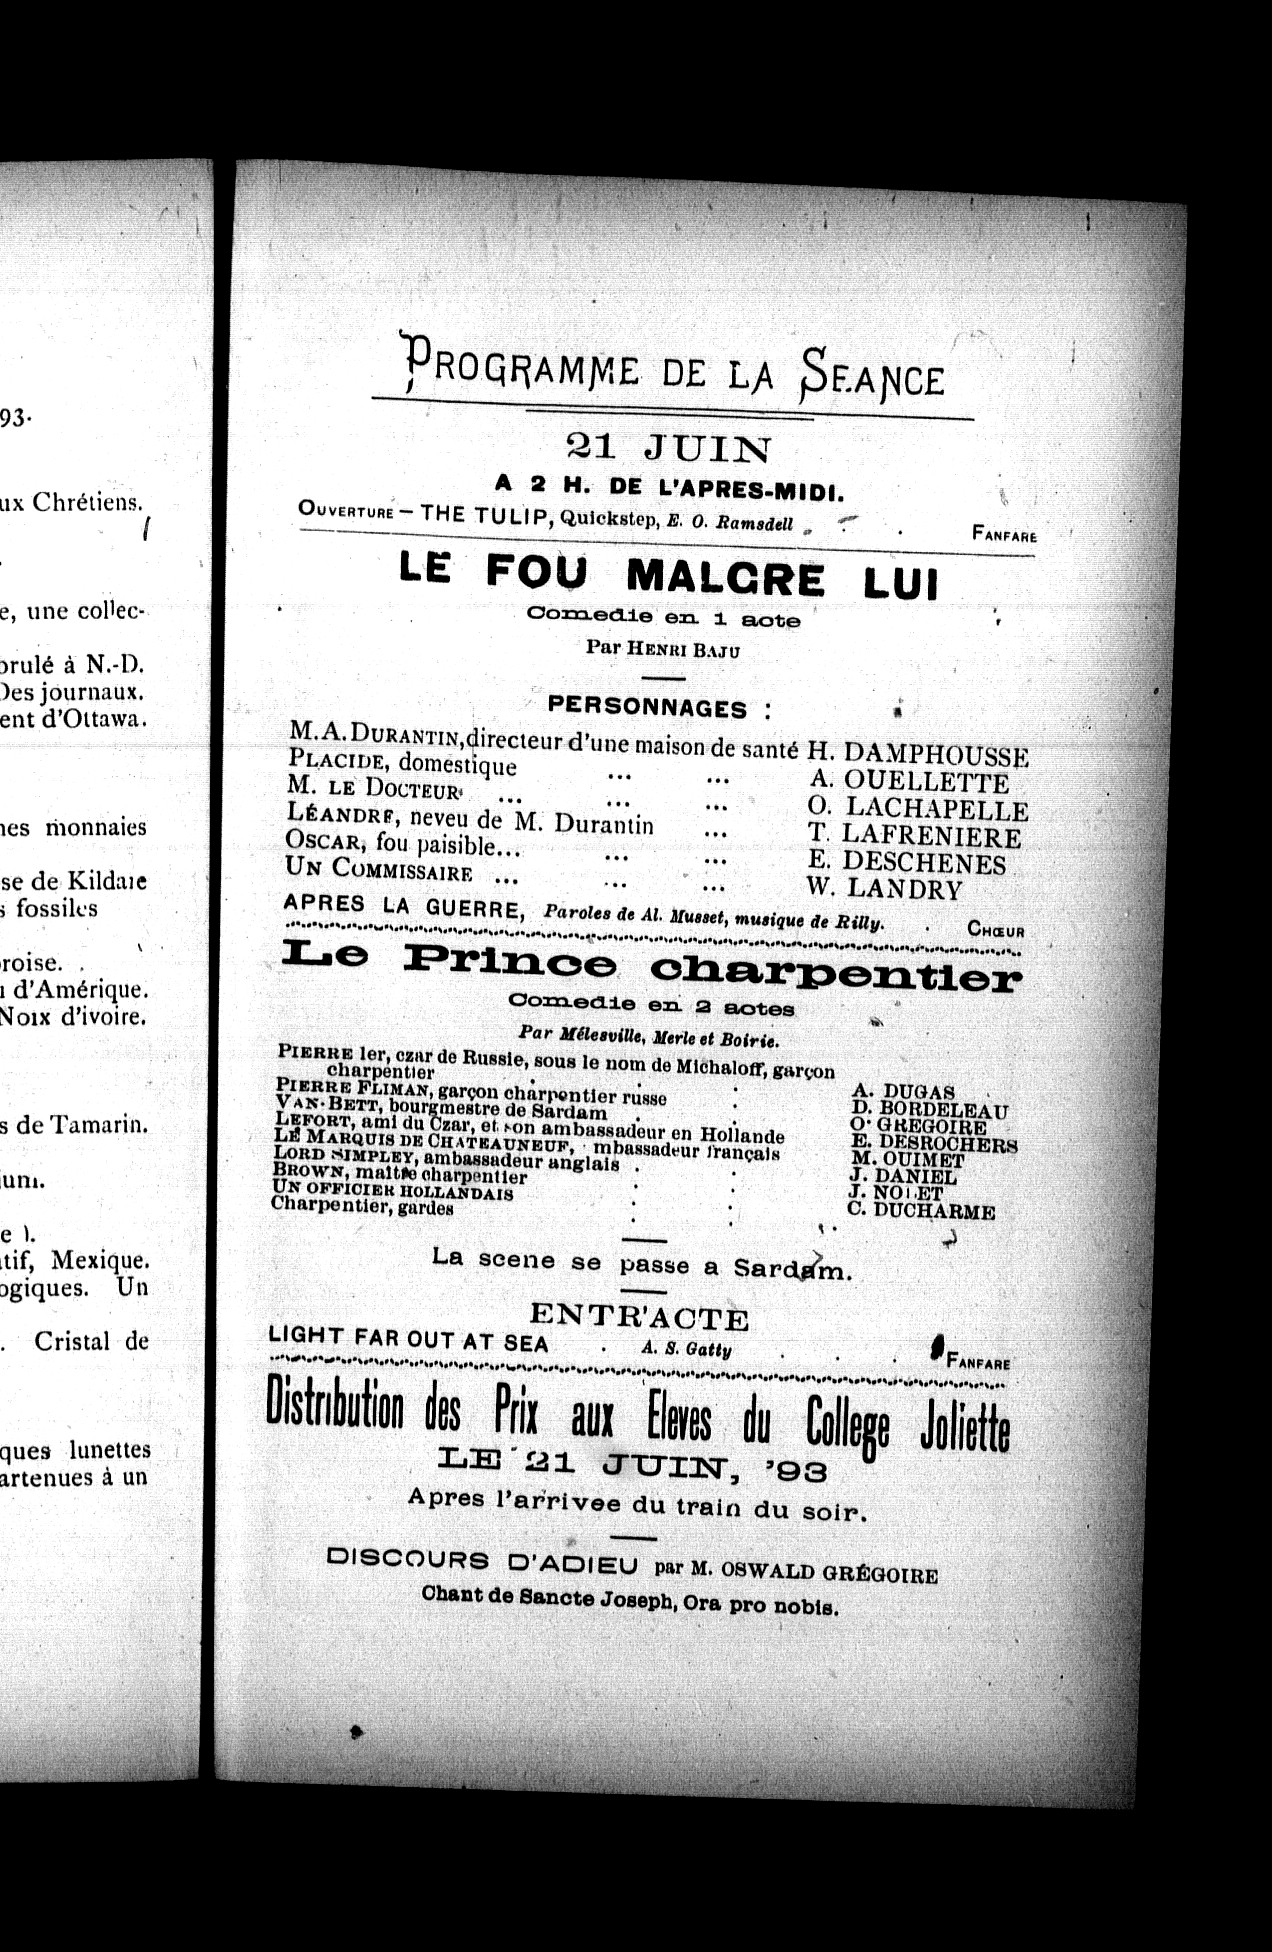 93.
ux Chrétiens.
e, une collec-
brulé à N.-D.
Des journaux.
ent d'Ottawa.
nes monnaies
se de Kildare
s fossiles
roise.
d'Amérique.
Noix d'ivoire.
s de Tamarin.
ium.
e ).
tif, Mexique.
ogiques. Un
. Cristal de
ques lunettes
artenues à un
PROGRAMME DE LA SEANCE
21 JUIN
A 2 H. DE L'APRES-MIDI.
OUVERTURE — THE TULIP, Quickstep, E. O. Ramsdell . . FANFARE
LE FOU MALGRE LUI
Comedie en 1 acte
Par HENRI BAJU
PERSONNAGES :
M.A. DURANTIN, directeur d'une maison de santé H. DAMPHOUSSE
PLACIDE, domestique ... ... A. OUELLETTE
M. LE DOCTEUR ... ... ... O. LACHAPELLE
LÉANDRE, neveu de M. Durantin ... T. LAFRENIERE
OSCAR, fou paisible... ... ... E. DESCHENES
UN COMMISSAIRE ... ... ... W. LANDRY
APRES LA GUERRE, Paroles de Al. Musset, musique de Rilly. . CHŒUR
Le Prince charpentier
Comedie en 2 actes
Par Mélesville, Merle et Boirie.
PIERRE 1er, czar de Russie, sous le nom de Michaloff, garçon
charpentier . . . A. DUGAS
PIERRE FLIMAN, garçon charpentier russe . D. BORDELEAU
VAN-BETT, bourgmestre de Sardam . . O. GREGOIRE
LEFORT, ami du Czar, et son ambassadeur en Hollande E. DESROCHERS
LE MARQUIS DE CHATEAUNEUF, mbassadeur français M. OUIMET
LORD SIMPLEY, ambassadeur anglais . . J. DANIEL
BROWN, maître charpentier . . J. NOLET
UN OFFICIER HOLLANDAIS . . C. DUCHARME
Charpentier, gardes . .
La scene se passe a Sardam.
ENTR'ACTE
LIGHT FAR OUT AT SEA . A. S. Gatty . . . FANFARE
Distribution des Prix aux Eleves du College Joliette
LE 21 JUIN, '93
Apres l'arrivee du train du soir.
DISCOURS D'ADIEU par M. OSWALD GRÉGOIRE
Chant de Sancte Joseph, Ora pro nobis.